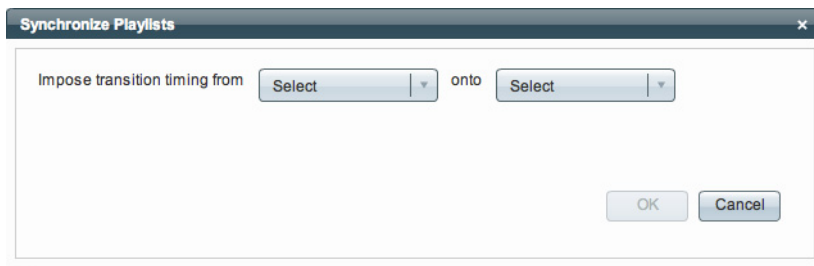 Synchronize Playlists ×
Impose transition timing from Select onto Select
OK Cancel